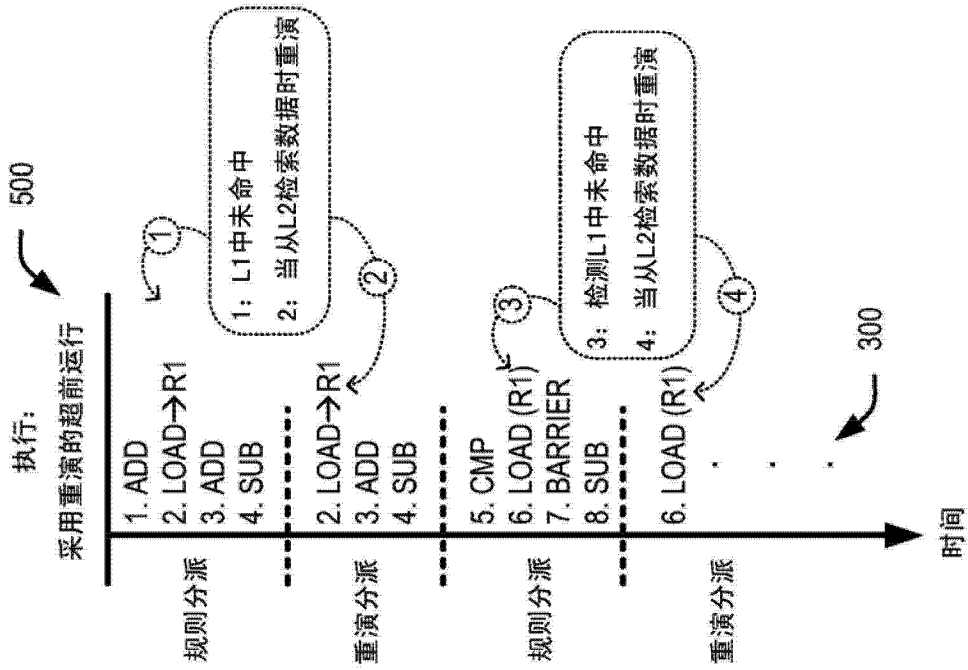 500
执行:
采用重演的超前运行
规则分派
1. ADD
2. LOAD→R1
3. ADD
4. SUB
1
1: L1中未命中
2: 当从L2检索数据时重演
2
重演分派
2. LOAD→R1
3. ADD
4. SUB
规则分派
5. CMP
6. LOAD (R1)
7. BARRIER
8. SUB
3
3: 检测L1中未命中
4: 当从L2检索数据时重演
4
重演分派
6. LOAD (R1)
300
时间